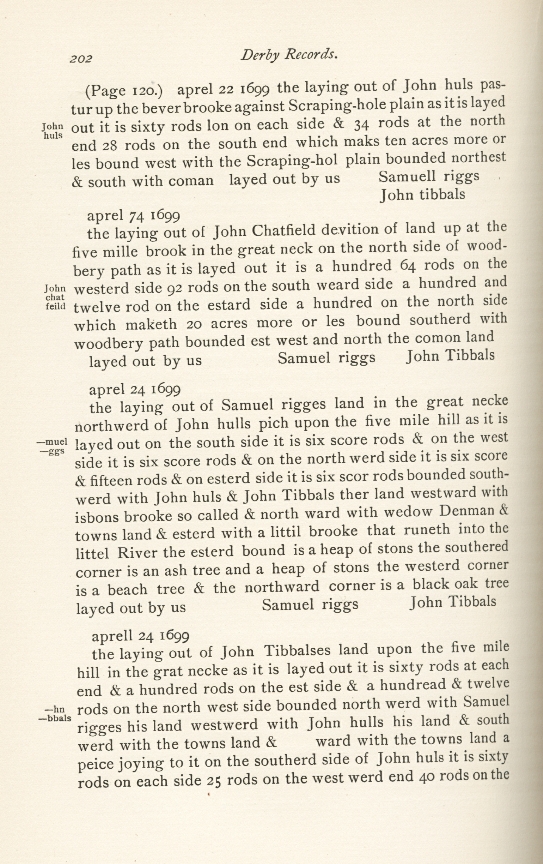 202 Derby Records.
(Page 120.) aprel 22 1699 the laying out of John huls pas-
tur up the bever brooke against Scraping-hole plain as it is layed
John huls
out it is sixty rods lon on each side & 34 rods at the north
end 28 rods on the south end which maks ten acres more or
les bound west with the Scraping-hol plain bounded northest
& south with coman layed out by us Samuell riggs
John tibbals
aprel 74 1699
the laying out of John Chatfield devition of land up at the
five mille brook in the great neck on the north side of wood-
bery path as it is layed out it is a hundred 64 rods on the
John chat feild
westerd side 92 rods on the south weard side a hundred and
twelve rod on the estard side a hundred on the north side
which maketh 20 acres more or les bound southerd with
woodbery path bounded est west and north the comon land
layed out by us Samuel riggs John Tibbals
aprel 24 1699
the laying out of Samuel rigges land in the great necke
northwerd of John hulls pich upon the five mile hill as it is
—muel —ggs
layed out on the south side it is six score rods & on the west
side it is six score rods & on the north werd side it is six score
& fifteen rods & on esterd side it is six scor rods bounded south-
werd with John huls & John Tibbals ther land westward with
isbons brooke so called & north ward with wedow Denman &
towns land & esterd with a littil brooke that runeth into the
littel River the esterd bound is a heap of stons the southered
corner is an ash tree and a heap of stons the westerd corner
is a beach tree & the northward corner is a black oak tree
layed out by us Samuel riggs John Tibbals
aprell 24 1699
the laying out of John Tibbalses land upon the five mile
hill in the grat necke as it is layed out it is sixty rods at each
end & a hundred rods on the est side & a hundread & twelve
—hn —bbals
rods on the north west side bounded north werd with Samuel
rigges his land westwerd with John hulls his land & south
werd with the towns land & ward with the towns land a
peice joying to it on the southerd side of John huls it is sixty
rods on each side 25 rods on the west werd end 40 rods on the